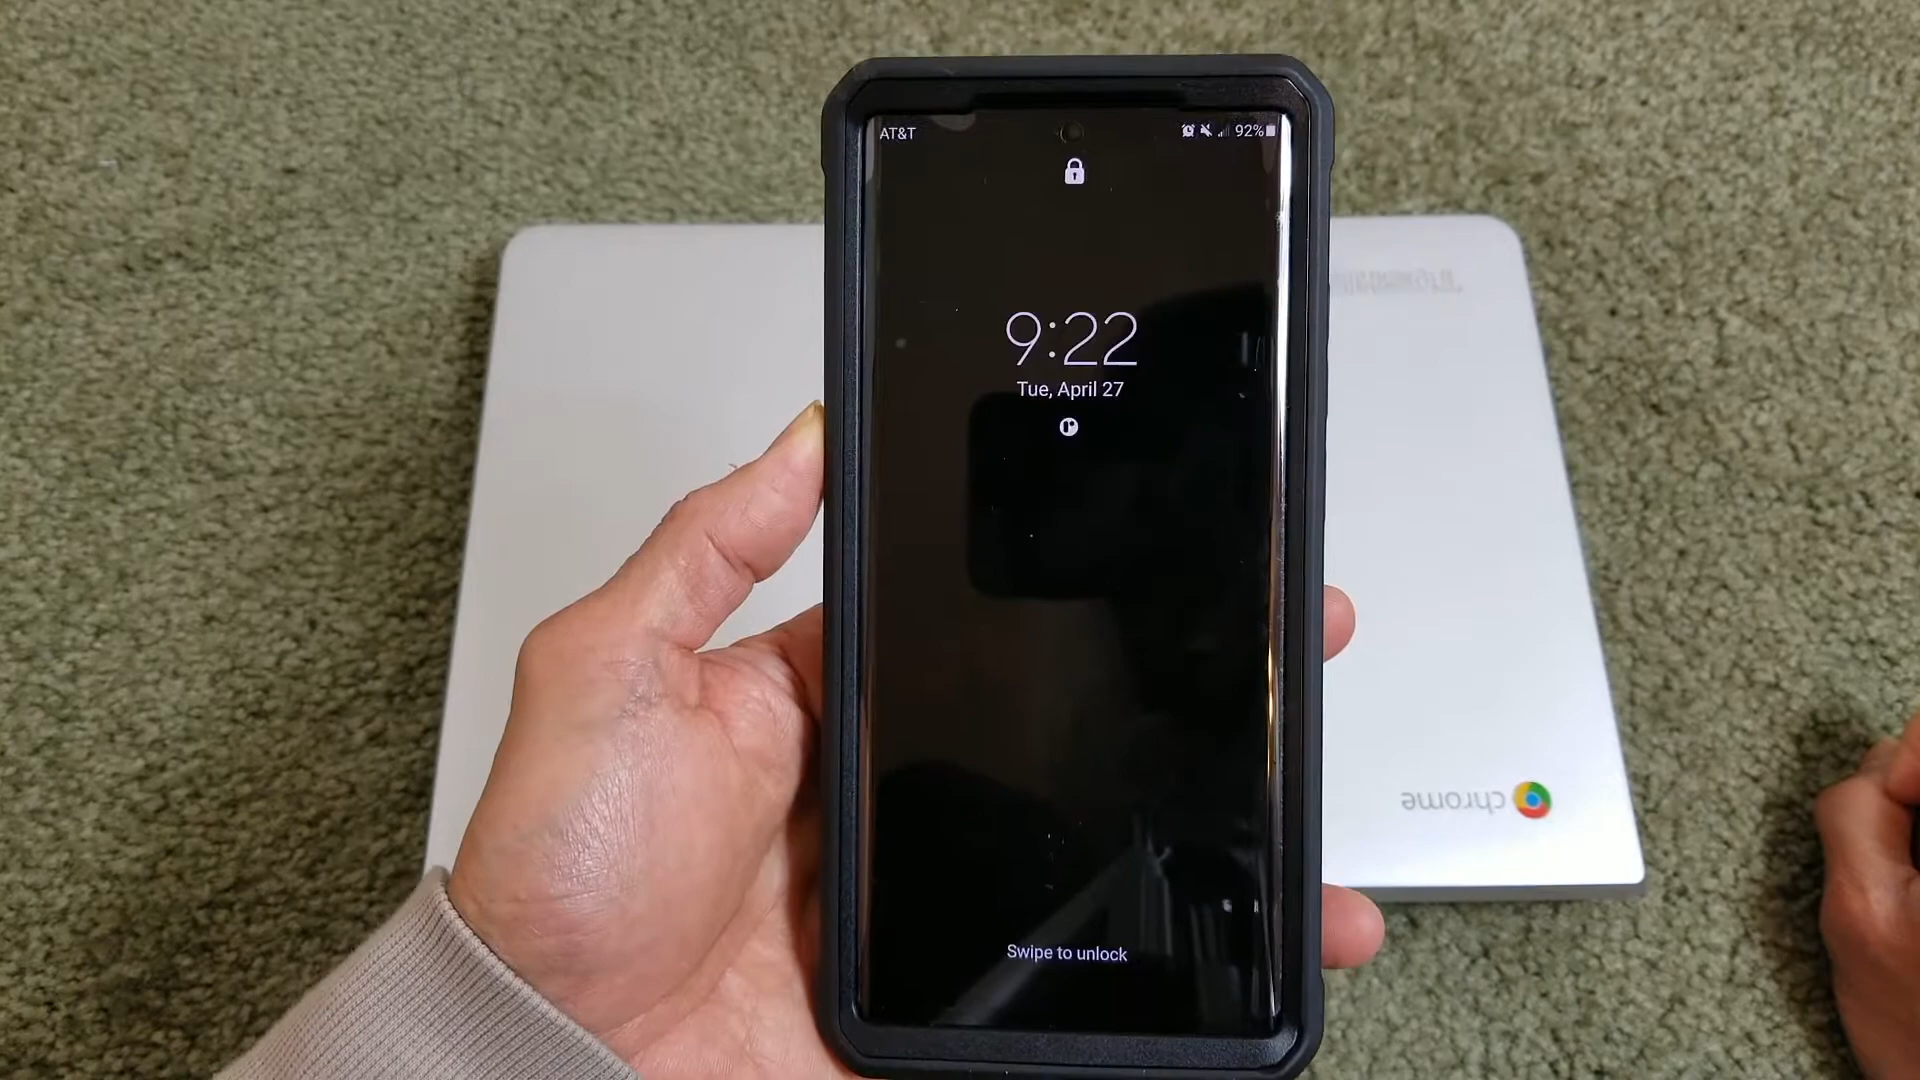 AT&T
92%
9:22
Tue, April 27
Swipe to unlock
chrome